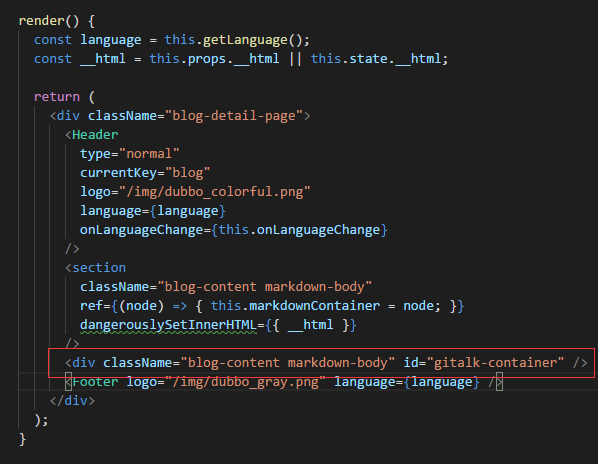 render() {
const language = this.getLanguage();
const __html = this.props.__html || this.state.__html;
return (
<div className="blog-detail-page">
<Header
type="normal"
currentKey="blog"
logo="/img/dubbo_colorful.png"
language={language}
onLanguageChange={this.onLanguageChange}
/>
<section
className="blog-content markdown-body"
ref={(node) => { this.markdownContainer = node; }}
dangerouslySetInnerHTML={{ __html }}
/>
<div className="blog-content markdown-body" id="gitalk-container" />
<Footer logo="/img/dubbo_gray.png" language={language} />
</div>
);
}